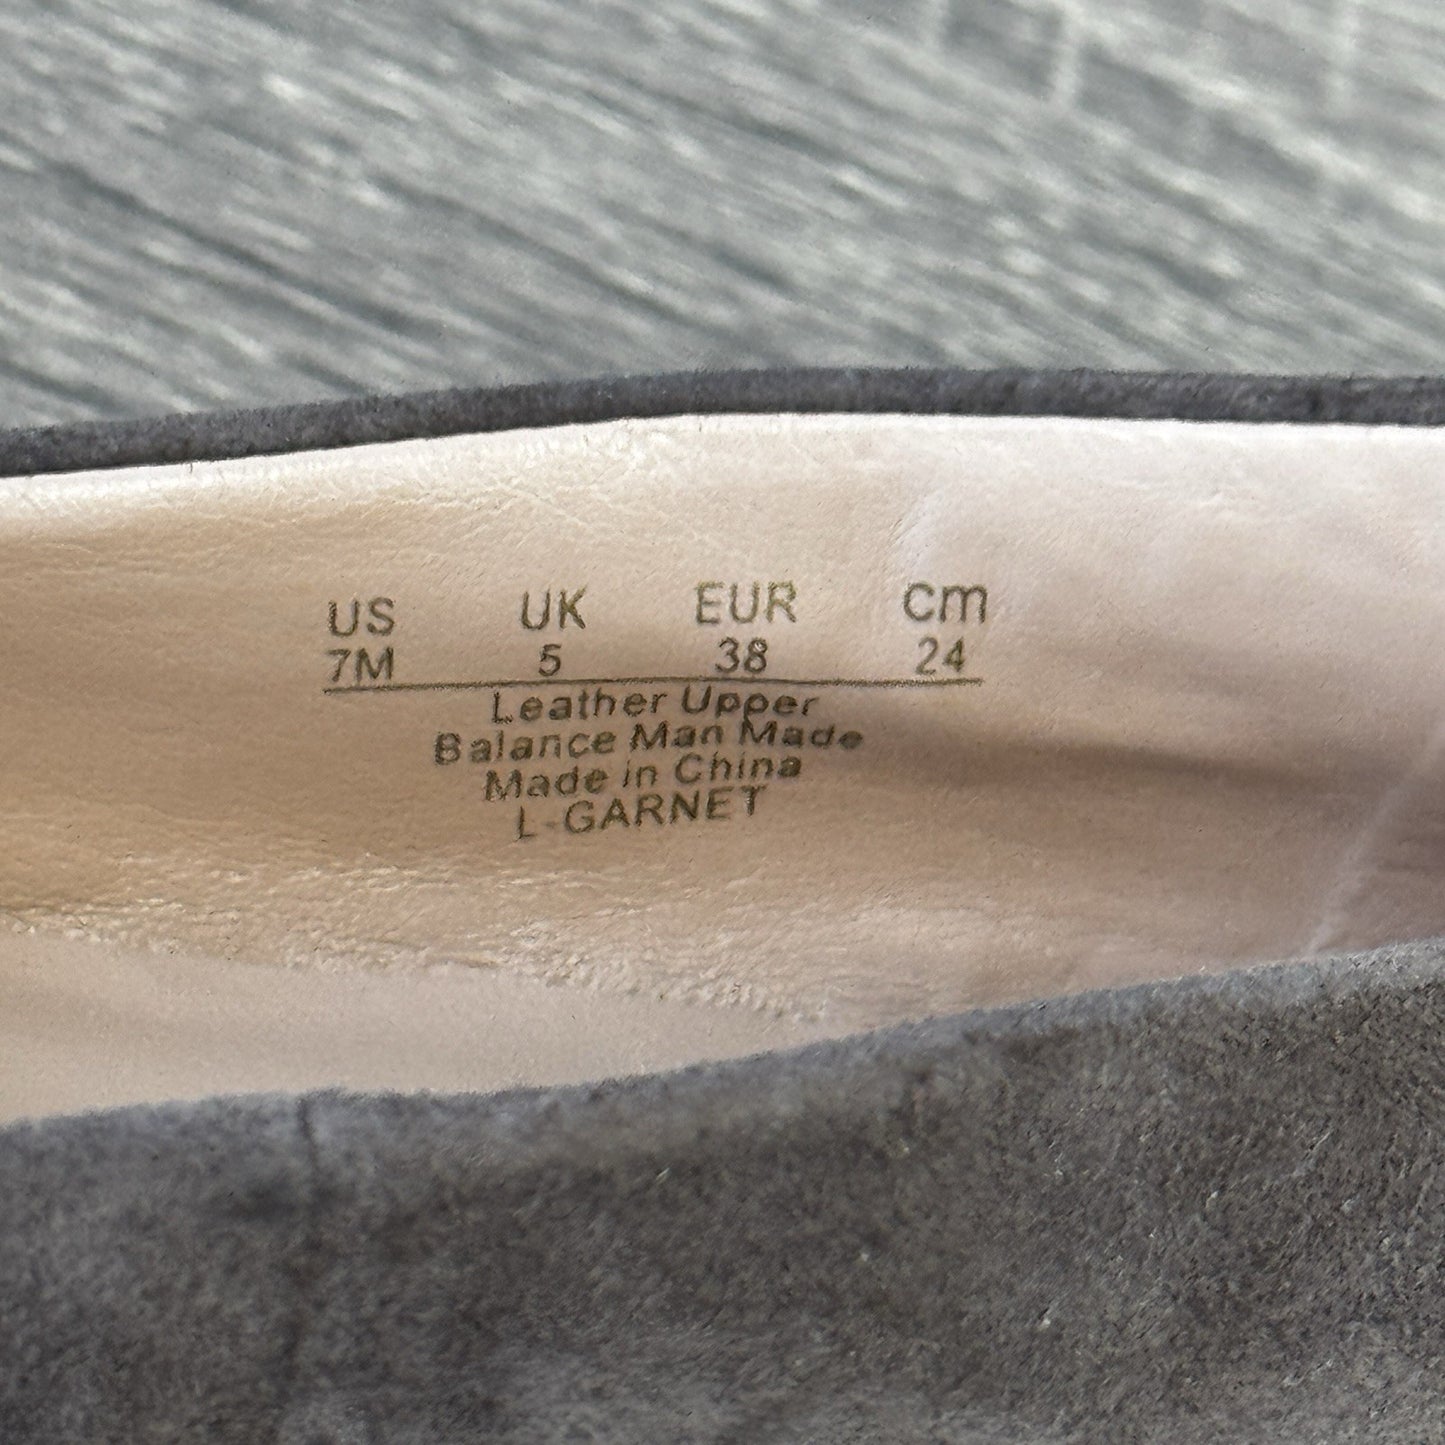 US UK EUR Cm
7M 5 38 24
Leather Upper
Balance Man Made
Made in China
L-GARNET